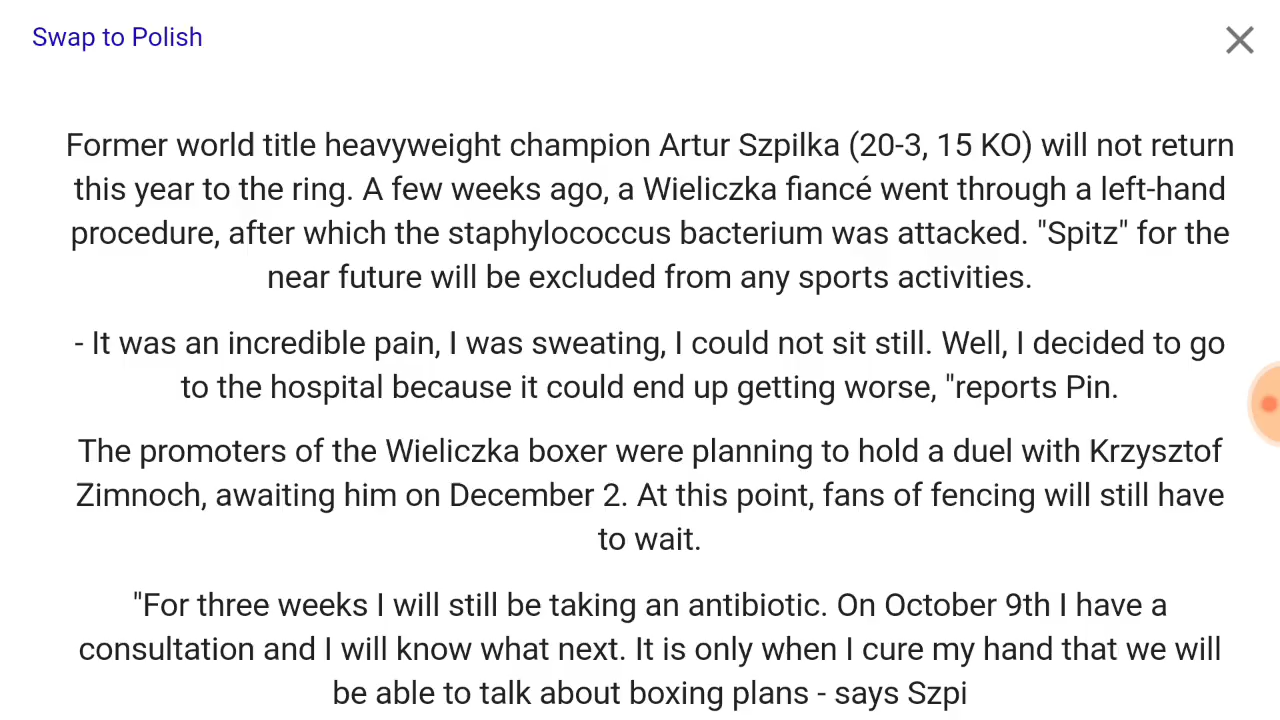 Swap to Polish
Former world title heavyweight champion Artur Szpilka (20-3, 15 KO) will not return
this year to the ring. A few weeks ago, a Wieliczka fiancé went through a left-hand
procedure, after which the staphylococcus bacterium was attacked. "Spitz" for the
near future will be excluded from any sports activities.
- It was an incredible pain, I was sweating, I could not sit still. Well, I decided to go
to the hospital because it could end up getting worse, "reports Pin.
The promoters of the Wieliczka boxer were planning to hold a duel with Krzysztof
Zimnoch, awaiting him on December 2. At this point, fans of fencing will still have
to wait.
"For three weeks I will still be taking an antibiotic. On October 9th I have a
consultation and I will know what next. It is only when I cure my hand that we will
be able to talk about boxing plans - says Szpi